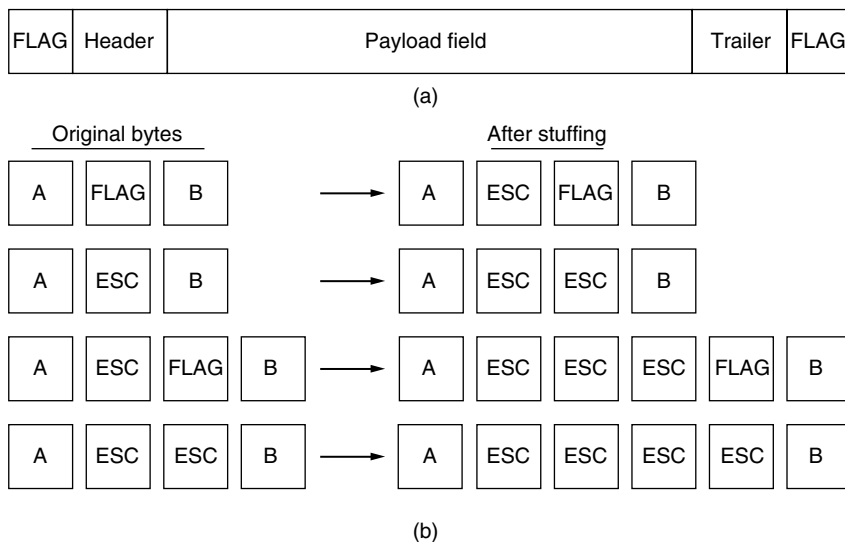 FLAG Header Payload field Trailer FLAG
(a)
Original bytes After stuffing
A FLAG B A ESC FLAG B
A ESC B A ESC ESC B
A ESC FLAG B A ESC ESC ESC FLAG B
A ESC ESC B A ESC ESC ESC ESC B
(b)